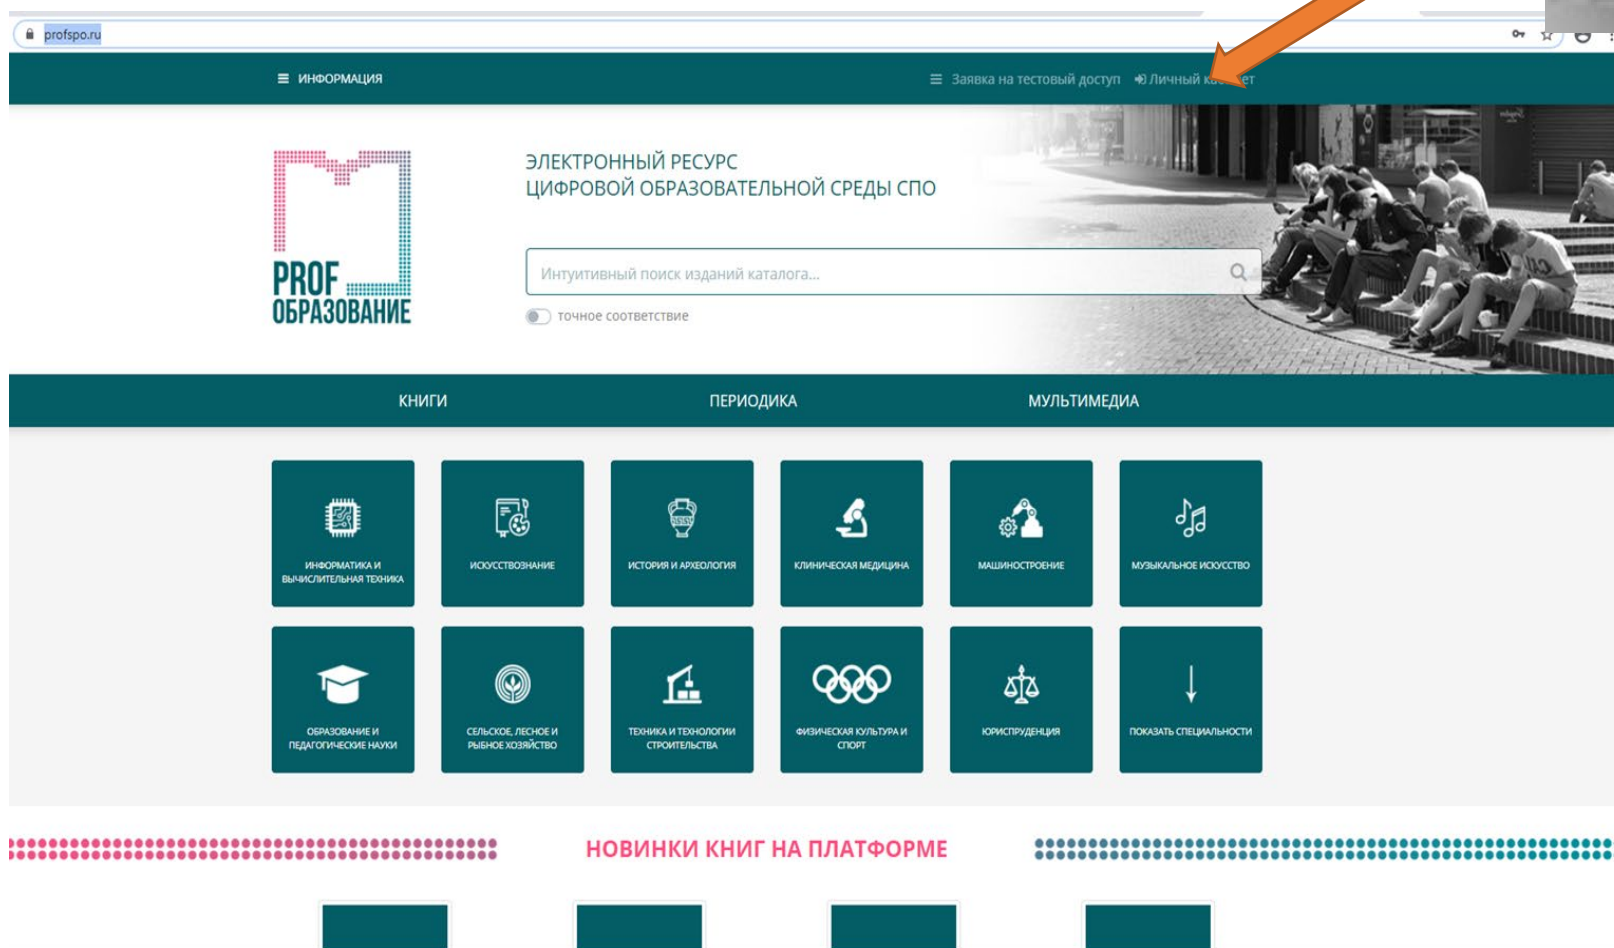 profspo.ru
ИНФОРМАЦИЯ
Заявка на тестовый доступ
Личный
ЭЛЕКТРОННЫЙ РЕСУРС
ЦИФРОВОЙ ОБРАЗОВАТЕЛЬНОЙ СРЕДЫ СПО
PROF
ОБРАЗОВАНИЕ
Интуитивный поиск изданий каталога...
точное соответствие
КНИГИ
ПЕРИОДИКА
МУЛЬТИМЕДИА
ИНФОРМАТИКА И
ВЫЧИСЛИТЕЛЬНАЯ ТЕХНИКА
ИСКУССТВОЗНАНИЕ
ИСТОРИЯ И АРХЕОЛОГИЯ
КЛИНИЧЕСКАЯ МЕДИЦИНА
МАШИНОСТРОЕНИЕ
МУЗЫКАЛЬНОЕ ИСКУССТВО
ОБРАЗОВАНИЕ И
ПЕДАГОГИЧЕСКИЕ НАУКИ
СЕЛЬСКОЕ, ЛЕСНОЕ И
РЫБНОЕ ХОЗЯЙСТВО
ТЕХНИКА И ТЕХНОЛОГИИ
СТРОИТЕЛЬСТВА
ФИЗИЧЕСКАЯ КУЛЬТУРА И
СПОРТ
ЮРИСПРУДЕНЦИЯ
ПОКАЗАТЬ СПЕЦИАЛЬНОСТИ
НОВИНКИ КНИГ НА ПЛАТФОРМЕ